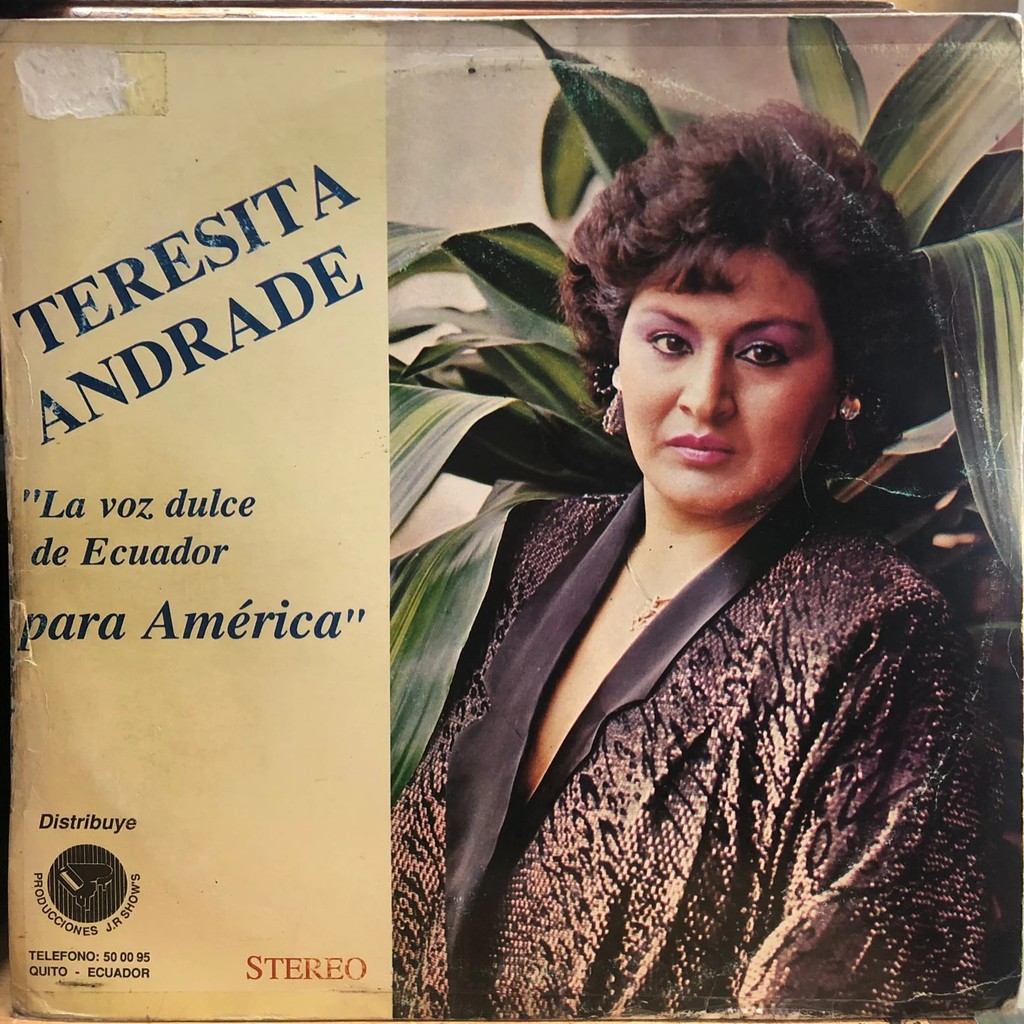 TERESITA
ANDRADE
"La voz dulce
de Ecuador
para América"
Distribuye
PRODUCCIONES J.R SHOW'S
TELEFONO: 50 00 95
QUITO - ECUADOR
STEREO